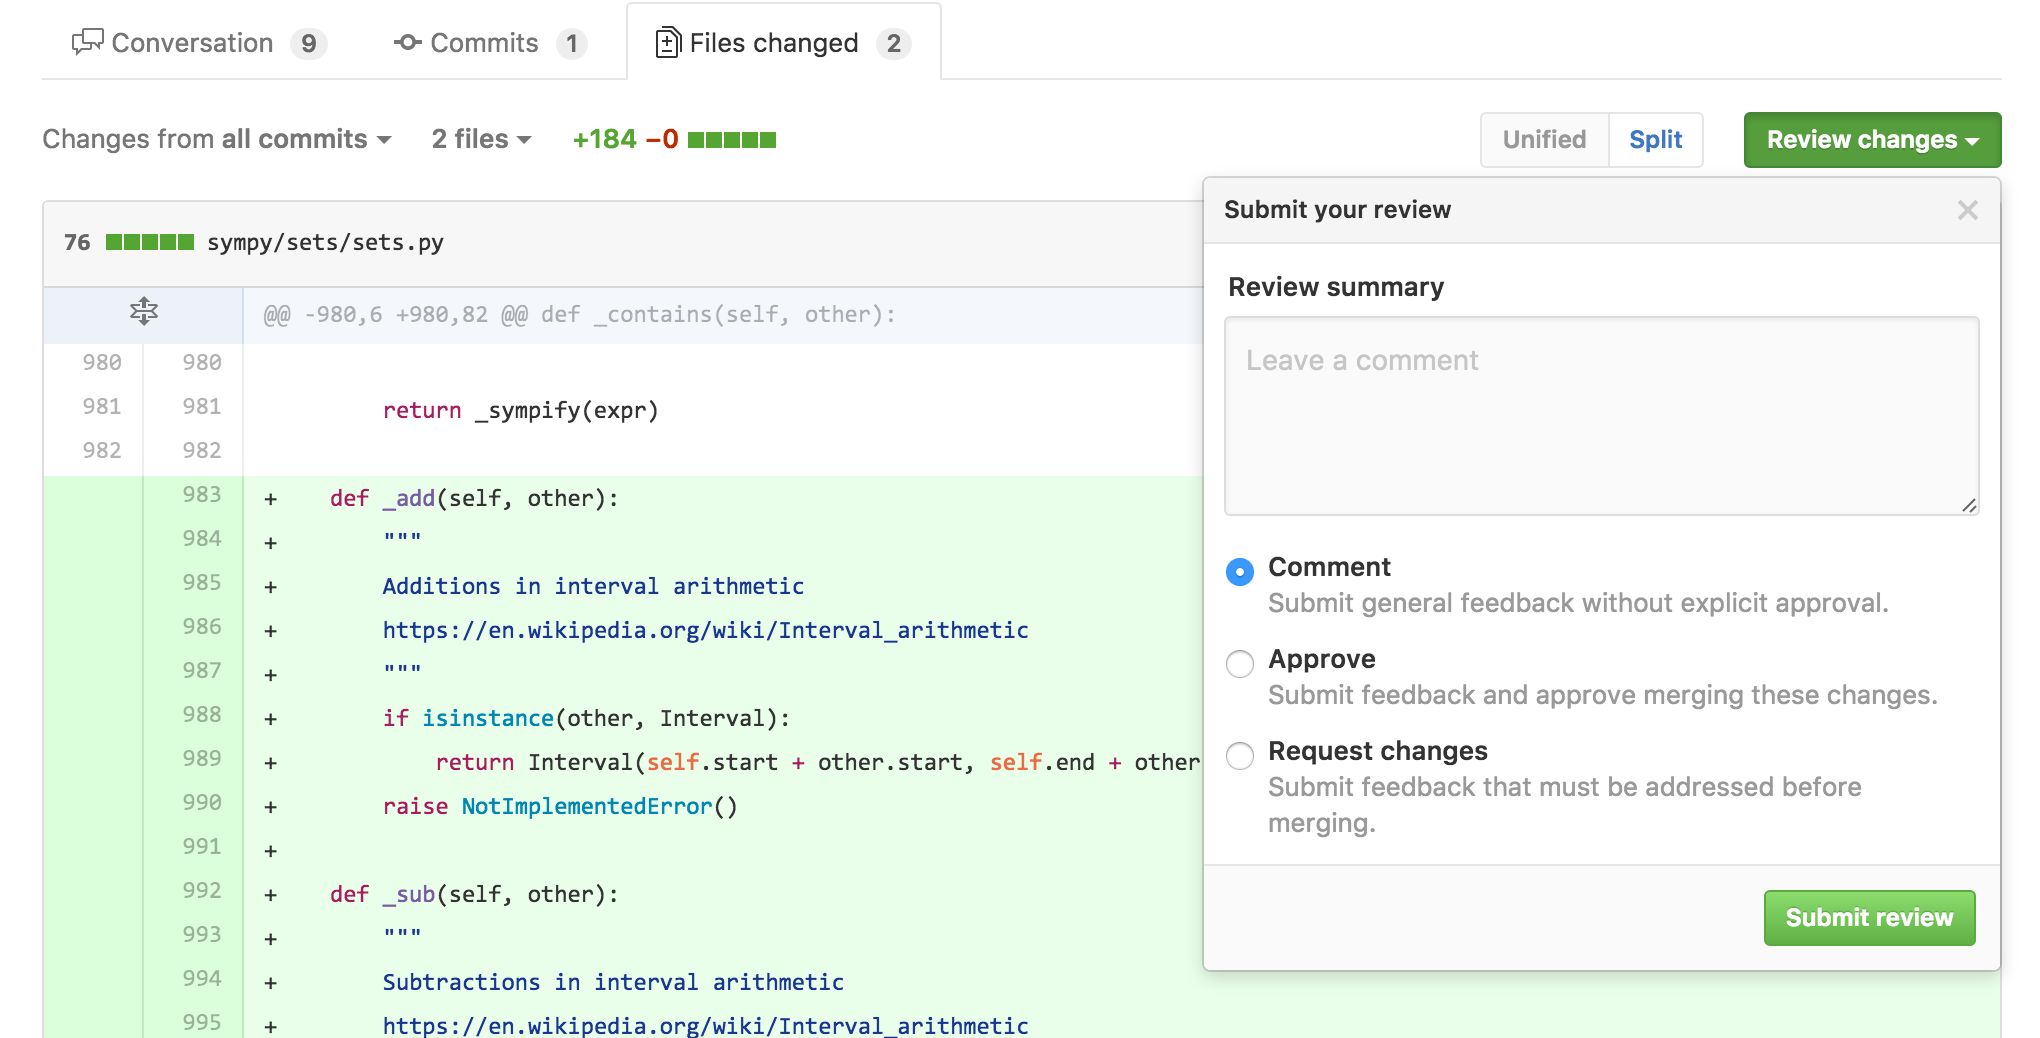 Conversation 9 Commits 1 Files changed 2
Changes from all commits 2 files +184 −0 Unified Split Review changes
76 sympy/sets/sets.py
@@ -980,6 +980,82 @@ def _contains(self, other):
980 980
981 981 return _sympify(expr)
982 982
983 + def _add(self, other):
984 + """
985 + Additions in interval arithmetic
986 + https://en.wikipedia.org/wiki/Interval_arithmetic
987 + """
988 + if isinstance(other, Interval):
989 + return Interval(self.start + other.start, self.end + other
990 + raise NotImplementedError()
991 +
992 + def _sub(self, other):
993 + """
994 + Subtractions in interval arithmetic
995 + https://en.wikipedia.org/wiki/Interval_arithmetic
Submit your review
Review summary
Leave a comment
Comment
Submit general feedback without explicit approval.
Approve
Submit feedback and approve merging these changes.
Request changes
Submit feedback that must be addressed before
merging.
Submit review